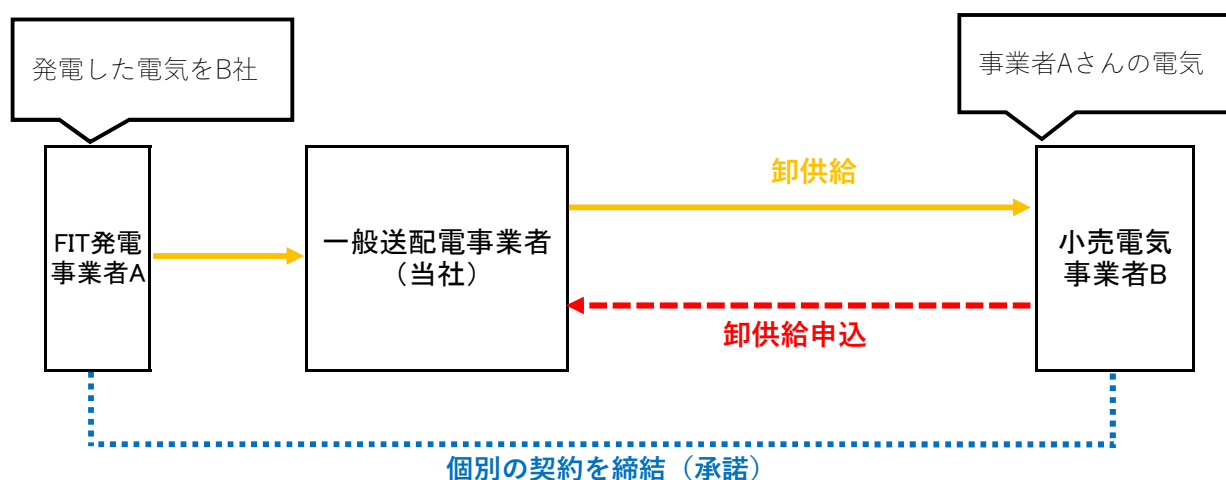 発電した電気をB社
事業者Aさんの電気
FIT発電
事業者A
一般送配電事業者
（当社）
卸供給
卸供給申込
小売電気
事業者B
個別の契約を締結（承諾）